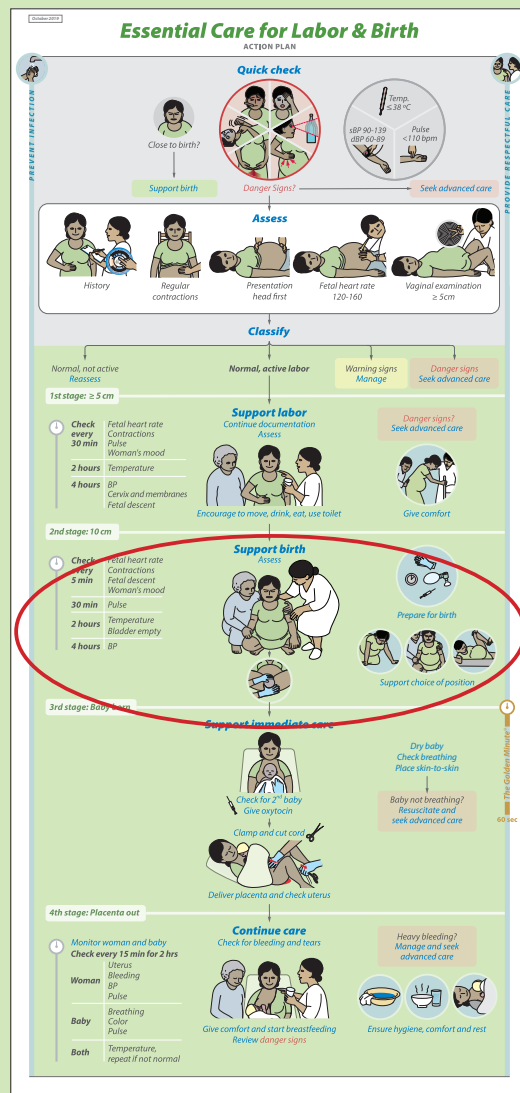 October 2019
Essential Care for Labor & Birth
ACTION PLAN
PREVENT INFECTION
PROVIDE RESPECTFUL CARE
Quick check
Close to birth?
Temp.
≤38 ºC
sBP 90-139
dBP 60-89
Pulse
<110 bpm
Support birth
Danger Signs?
Seek advanced care
Assess
History
Regular
contractions
Presentation
head first
Fetal heart rate
120-160
Vaginal examination
≥ 5cm
Classify
Normal, not active
Reassess
Normal, active labor
Warning signs
Manage
Danger signs
Seek advanced care
1st stage: ≥ 5 cm
Check
every
30 min
Fetal heart rate
Contractions
Pulse
Woman's mood
2 hours
Temperature
4 hours
BP
Cervix and membranes
Fetal descent
Support labor
Continue documentation
Assess
Encourage to move, drink, eat, use toilet
Danger signs?
Seek advanced care
Give comfort
2nd stage: 10 cm
Check
every
5 min
Fetal heart rate
Contractions
Fetal descent
Woman's mood
30 min
Pulse
2 hours
Temperature
Bladder empty
4 hours
BP
Support birth
Assess
Prepare for birth
Support choice of position
3rd stage: Baby born
Support immediate care
Check for 2nd baby
Give oxytocin
Clamp and cut cord
Deliver placenta and check uterus
Dry baby
Check breathing
Place skin-to-skin
Baby not breathing?
Resuscitate and
seek advanced care
The Golden Minute®
60 sec
4th stage: Placenta out
Monitor woman and baby
Check every 15 min for 2 hrs
Woman
Uterus
Bleeding
BP
Pulse
Baby
Breathing
Color
Pulse
Both
Temperature,
repeat if not normal
Continue care
Check for bleeding and tears
Give comfort and start breastfeeding
Review danger signs
Heavy bleeding?
Manage and seek
advanced care
Ensure hygiene, comfort and rest